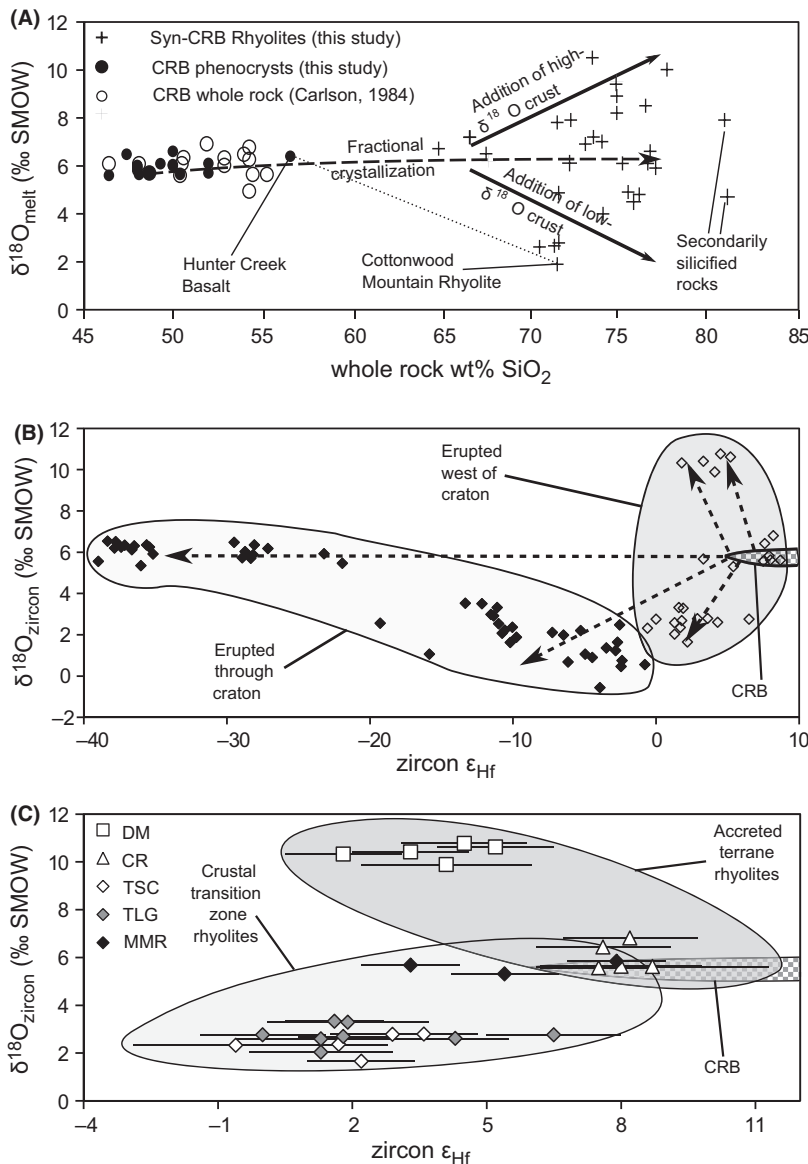 (A)
12
10
8
6
4
2
0
δ18Omelt (‰ SMOW)
Syn-CRB Rhyolites (this study)
CRB phenocrysts (this study)
CRB whole rock (Carlson, 1984)
Addition of high-
δ18 O crust
Fractional
crystallization
Addition of low-
δ18 O crust
Hunter Creek
Basalt
Cottonwood
Mountain Rhyolite
Secondarily
silicified
rocks
45 50 55 60 65 70 75 80 85
whole rock wt% SiO2
(B)
12
10
8
6
4
2
0
−2
δ18Ozircon (‰ SMOW)
Erupted
west of
craton
Erupted
through
craton
CRB
−40 −30 −20 −10 0 10
zircon εHf
(C)
12
10
8
6
4
2
0
δ18Ozircon (‰ SMOW)
DM
CR
TSC
TLG
MMR
Crustal
transition
zone
rhyolites
Accreted
terrane
rhyolites
CRB
−4 −1 2 5 8 11
zircon εHf